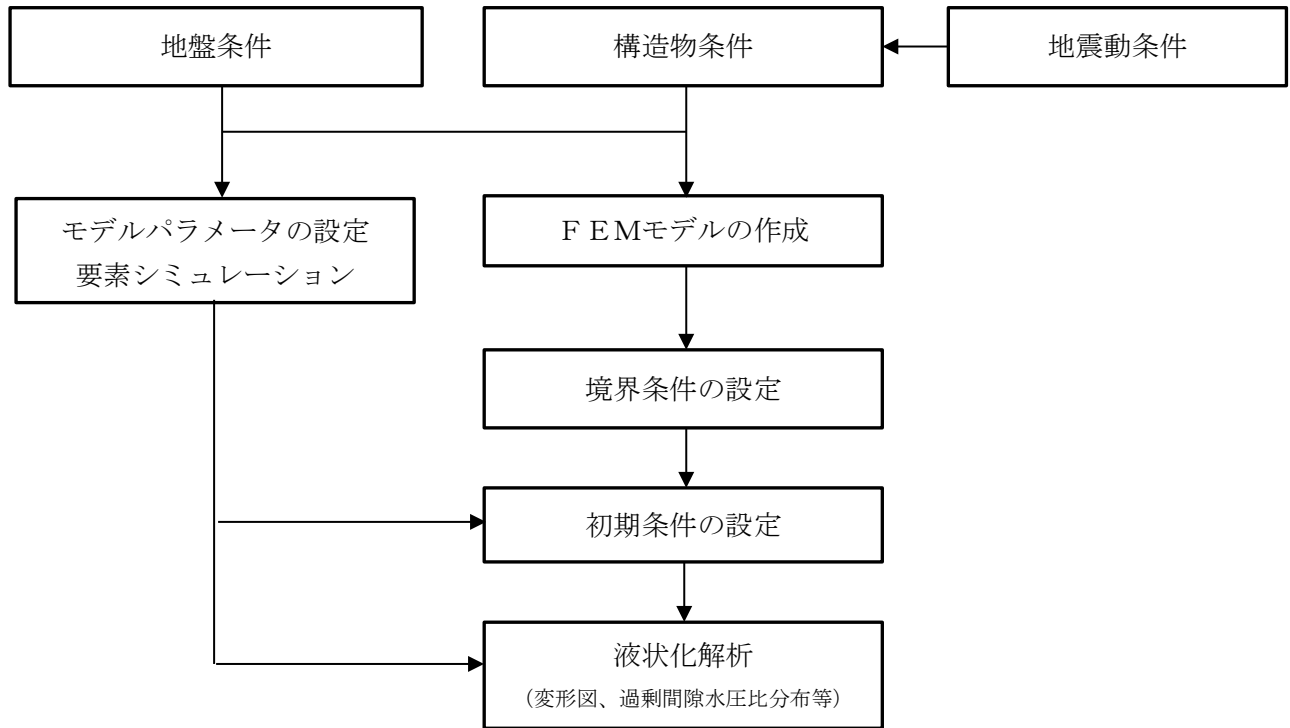 地盤条件
構造物条件
地震動条件
モデルパラメータの設定
要素シミュレーション
ＦＥＭモデルの作成
境界条件の設定
初期条件の設定
液状化解析
（変形図、過剰間隙水圧比分布等）